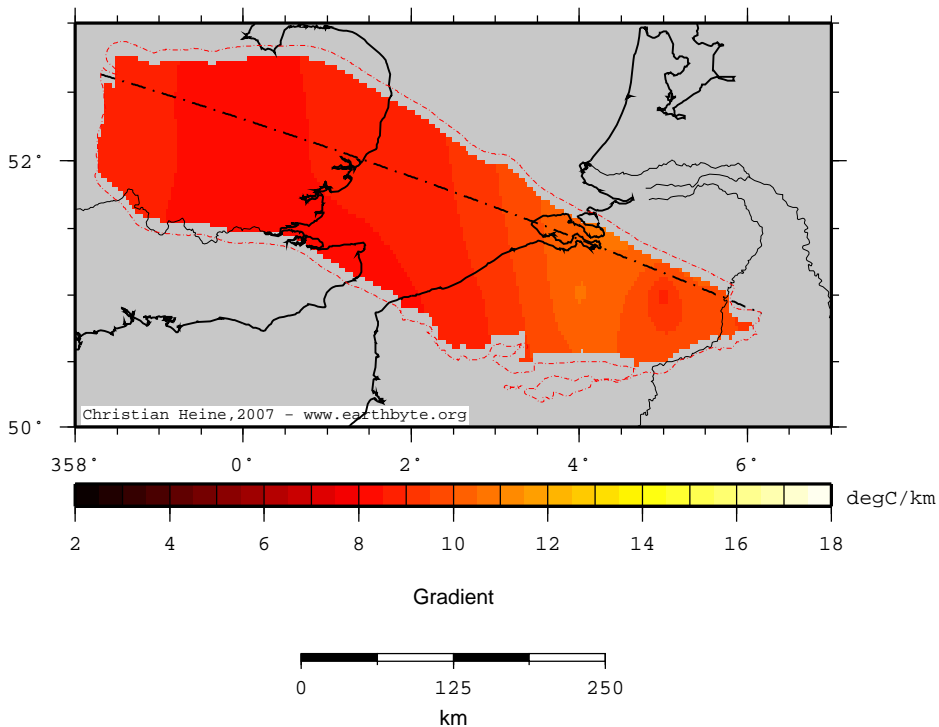 52°
50°
Christian Heine,2007 - www.earthbyte.org
358° 0° 2° 4° 6°
degC/km
2 4 6 8 10 12 14 16 18
Gradient
0 125 250
km